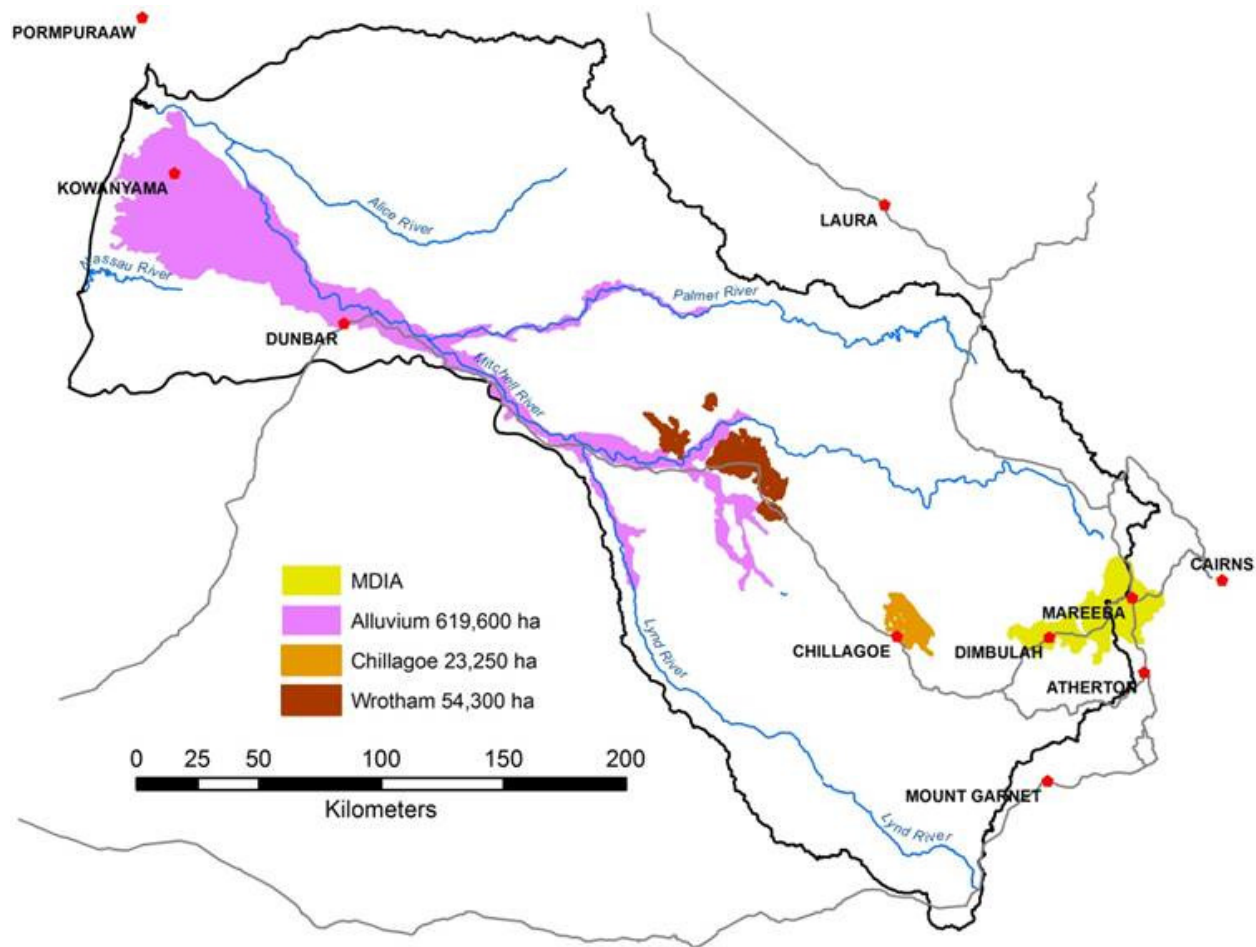 PORMPURAAW
KOWANYAMA
Alice River
LAURA
Nassau River
Palmer River
DUNBAR
Mitchell River
CAIRNS
MAREEBA
CHILLAGOE
DIMBULAH
ATHERTON
Lynd River
MOUNT GARNET
Lynd River
MDIA
Alluvium 619,600 ha
Chillagoe 23,250 ha
Wrotham 54,300 ha
0 25 50 100 150 200
Kilometers